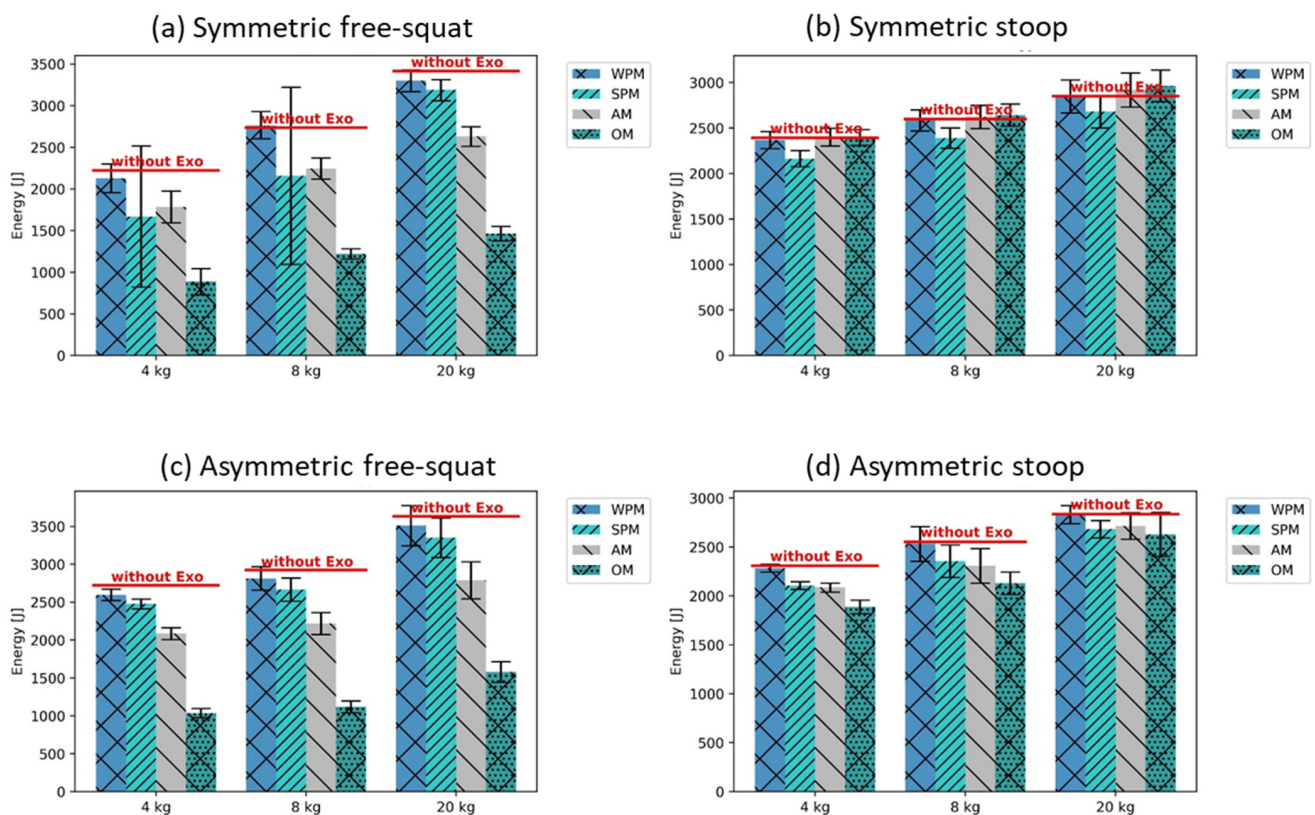 (a) Symmetric free-squat
Energy [J]
3500
3000
2500
2000
1500
1000
500
0
without Exo
without Exo
without Exo
4 kg
8 kg
20 kg
WPM
SPM
AM
OM
(b) Symmetric stoop
Energy [J]
3000
2500
2000
1500
1000
500
0
without Exo
without Exo
without Exo
4 kg
8 kg
20 kg
WPM
SPM
AM
OM
(c) Asymmetric free-squat
Energy [J]
3500
3000
2500
2000
1500
1000
500
0
without Exo
without Exo
without Exo
4 kg
8 kg
20 kg
WPM
SPM
AM
OM
(d) Asymmetric stoop
Energy [J]
3000
2500
2000
1500
1000
500
0
without Exo
without Exo
without Exo
4 kg
8 kg
20 kg
WPM
SPM
AM
OM